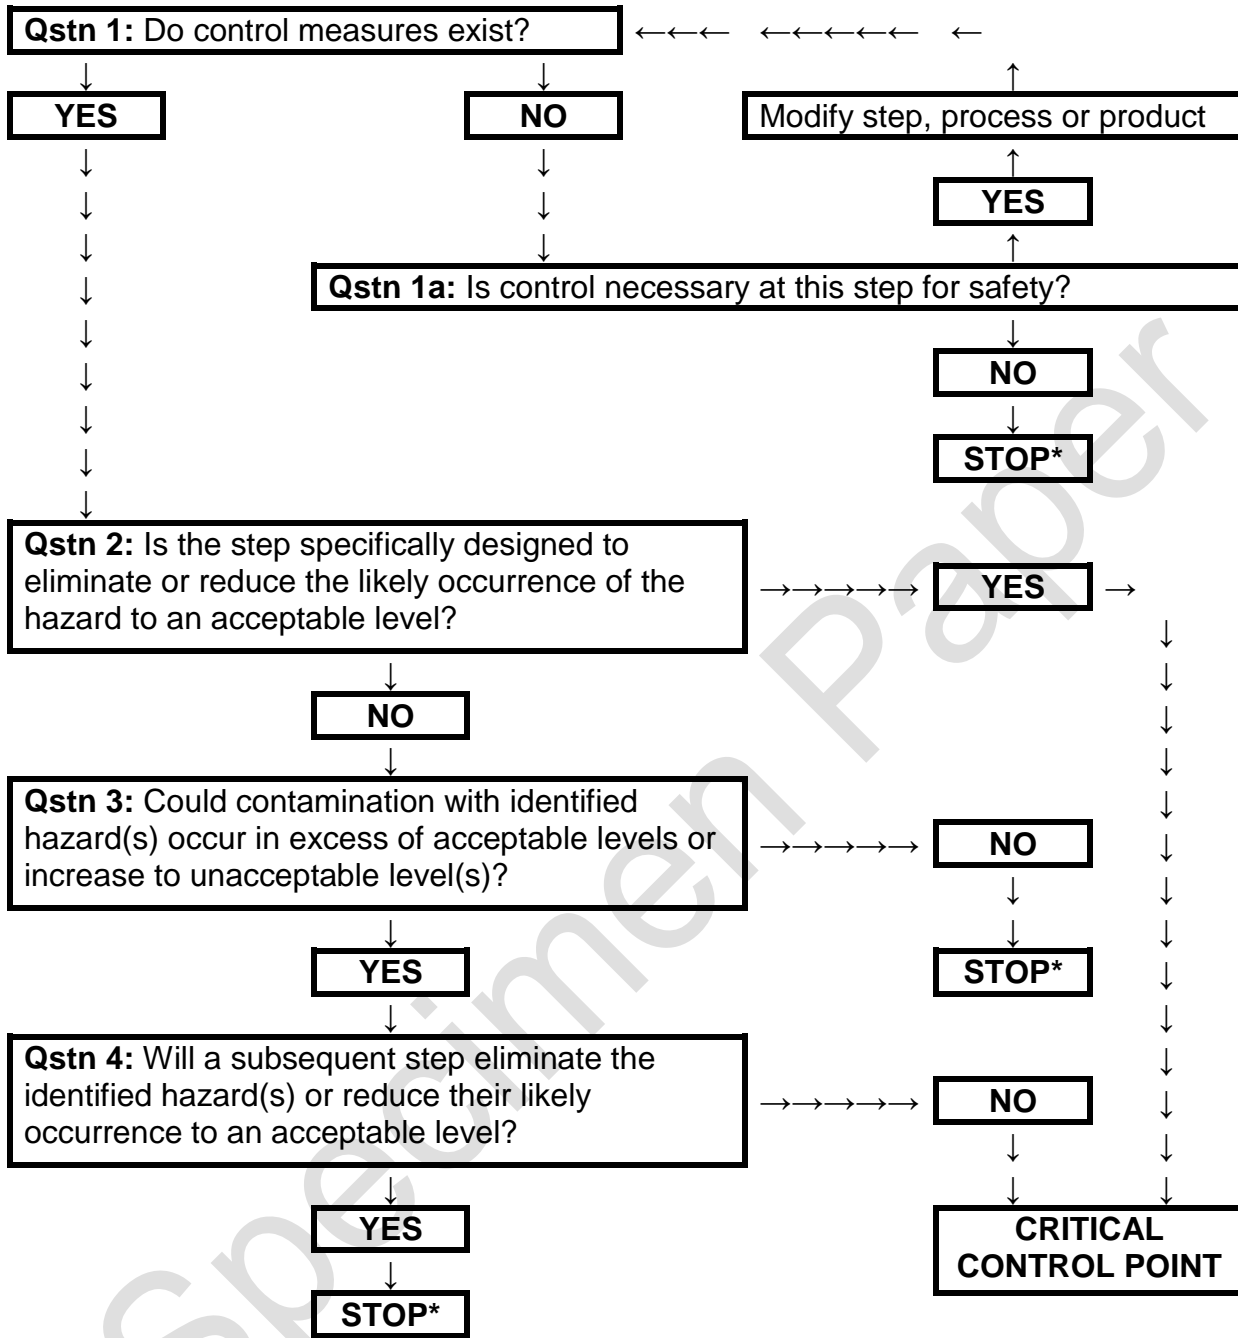 Qstn 1: Do control measures exist? ←←← ←←←←← ←
↓ ↓ ↑
YES NO Modify step, process or product
↓ ↓ ↑
↓ ↓ YES
↓ ↓ ↑
↓ Qstn 1a: Is control necessary at this step for safety?
↓ ↓
↓ NO
↓ ↓
↓ STOP*
↓
Qstn 2: Is the step specifically designed to
eliminate or reduce the likely occurrence of the →→→→→ YES →
hazard to an acceptable level?
↓
↓ ↓
NO ↓
↓ ↓
Qstn 3: Could contamination with identified
hazard(s) occur in excess of acceptable levels or →→→→→ NO ↓
increase to unacceptable level(s)?
↓ ↓ ↓
YES STOP* ↓
↓ ↓
Qstn 4: Will a subsequent step eliminate the
identified hazard(s) or reduce their likely →→→→→ NO ↓
occurrence to an acceptable level?
↓ ↓ ↓
YES CRITICAL
CONTROL POINT
↓
STOP*
Specimen Paper